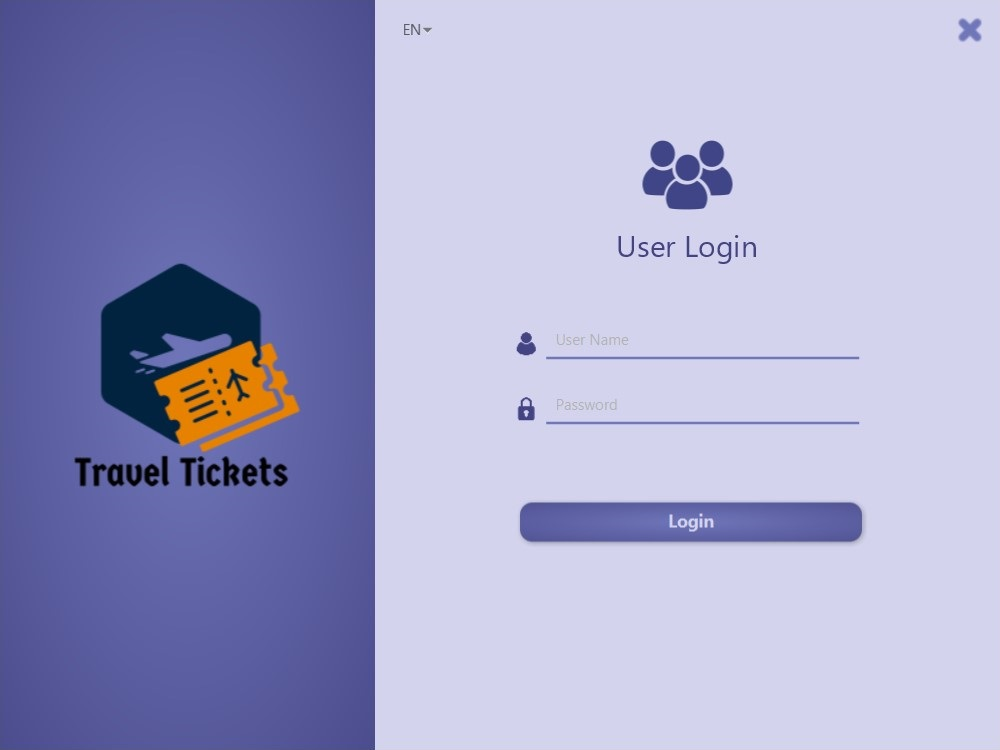 EN
User Login
User Name
Password
Login
Travel Tickets